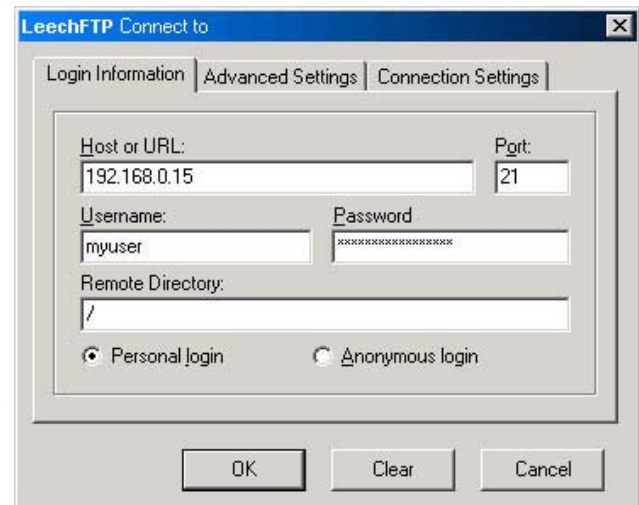 LeechFTP Connect to
Login Information Advanced Settings Connection Settings
Host or URL: Port:
192.168.0.15 21
Username: Password
myuser xxxxxxxxxxxxxxxxx
Remote Directory:
/
Personal login Anonymous login
OK Clear Cancel